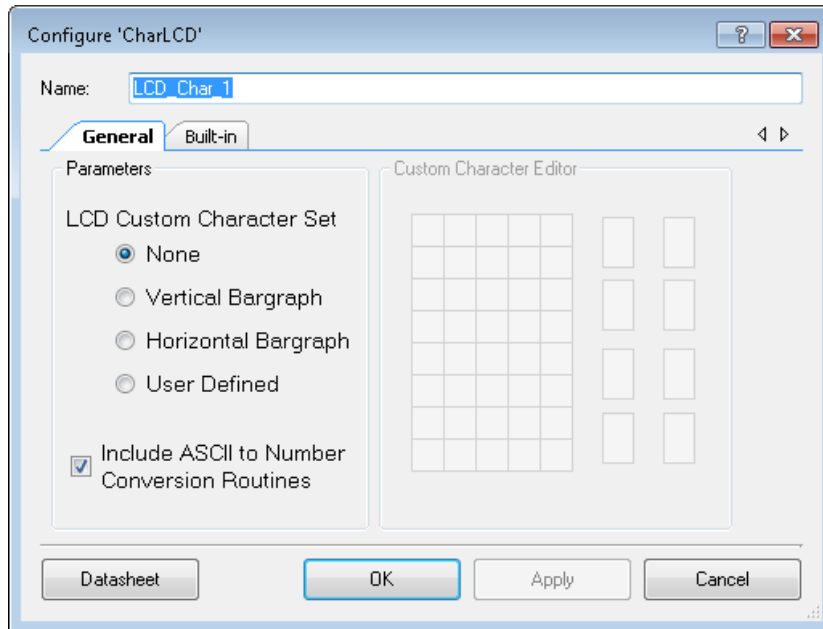 Configure 'CharLCD'
Name: LCD_Char_1
General Built-in
Parameters
Custom Character Editor
LCD Custom Character Set
None
Vertical Bargraph
Horizontal Bargraph
User Defined
Include ASCII to Number
Conversion Routines
Datasheet OK Apply Cancel